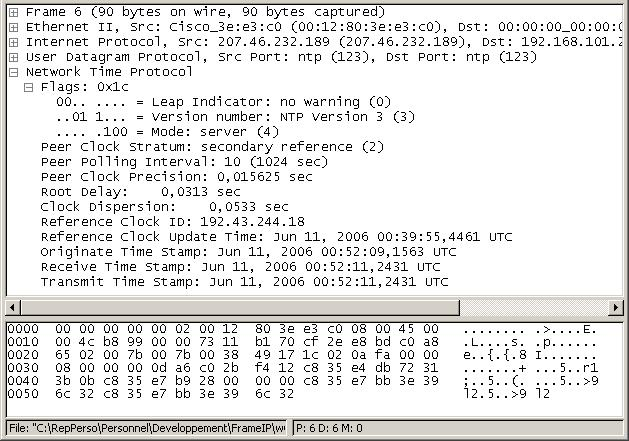 Frame 6 (90 bytes on wire, 90 bytes captured)
Ethernet II, Src: Cisco_3e:e3:c0 (00:12:80:3e:e3:c0), Dst: 00:00:00_00:00:0
Internet Protocol, Src: 207.46.232.189 (207.46.232.189), Dst: 192.168.101.2
User Datagram Protocol, Src Port: ntp (123), Dst Port: ntp (123)
Network Time Protocol
Flags: 0x1c
00.. .... = Leap Indicator: no warning (0)
..01 1... = Version number: NTP Version 3 (3)
.... .100 = Mode: server (4)
Peer Clock Stratum: secondary reference (2)
Peer Polling Interval: 10 (1024 sec)
Peer Clock Precision: 0,015625 sec
Root Delay: 0,0313 sec
Clock Dispersion: 0,0533 sec
Reference Clock ID: 192.43.244.18
Reference Clock Update Time: Jun 11, 2006 00:39:55,4461 UTC
Originate Time Stamp: Jun 11, 2006 00:52:09,1563 UTC
Receive Time Stamp: Jun 11, 2006 00:52:11,2431 UTC
Transmit Time Stamp: Jun 11, 2006 00:52:11,2431 UTC
0000 00 00 00 00 00 02 00 12 80 3e e3 c0 08 00 45 00 ........ .>....E.
0010 00 4c b8 99 00 00 73 11 b1 70 cf 2e e8 bd c0 a8 .L....s. .p......
0020 65 02 00 7b 00 7b 00 38 49 17 1c 02 0a fa 00 00 e..{.{.8 I.......
0030 08 00 00 00 0d a6 c0 2b f4 12 c8 35 e4 db 72 31 .......+ ...5..r1
0040 3b 0b c8 35 e7 b9 28 00 00 00 c8 35 e7 bb 3e 39 ;..5..(. ...5..>9
0050 6c 32 c8 35 e7 bb 3e 39 6c 32 l2.5..>9 l2
File: "C:\RepPerso\Personnel\Developpement\FrameIP\w P: 6 D: 6 M: 0